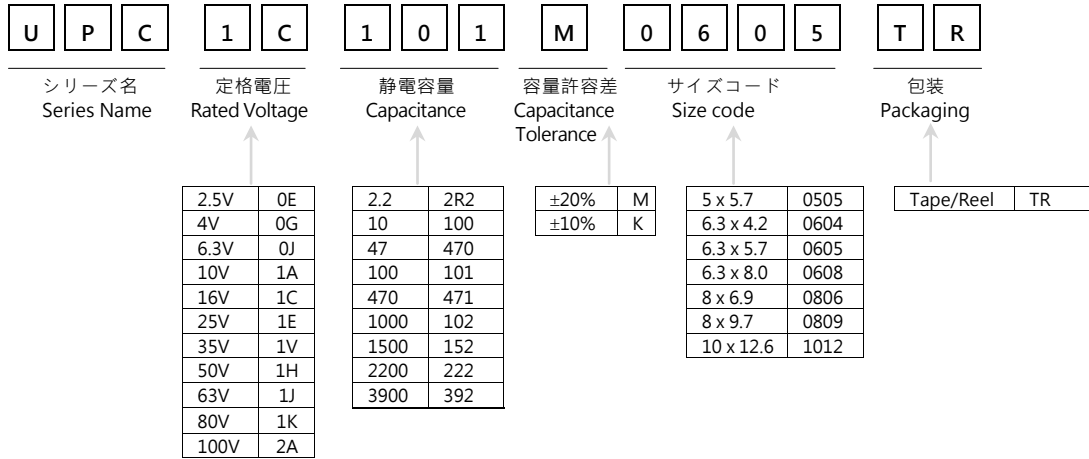 U P C 1 C 1 0 1 M 0 6 0 5 T R
シリーズ名 定格電圧 静電容量 容量許容差 サイズコード 包装
Series Name Rated Voltage Capacitance Capacitance Size code Packaging
Tolerance
2.5V 0E 2.2 2R2 ±20% M 5 x 5.7 0505 Tape/Reel TR
4V 0G 10 100 ±10% K 6.3 x 4.2 0604
6.3V 0J 47 470 6.3 x 5.7 0605
10V 1A 100 101 6.3 x 8.0 0608
16V 1C 470 471 8 x 6.9 0806
25V 1E 1000 102 8 x 9.7 0809
35V 1V 1500 152 10 x 12.6 1012
50V 1H 2200 222
63V 1J 3900 392
80V 1K
100V 2A